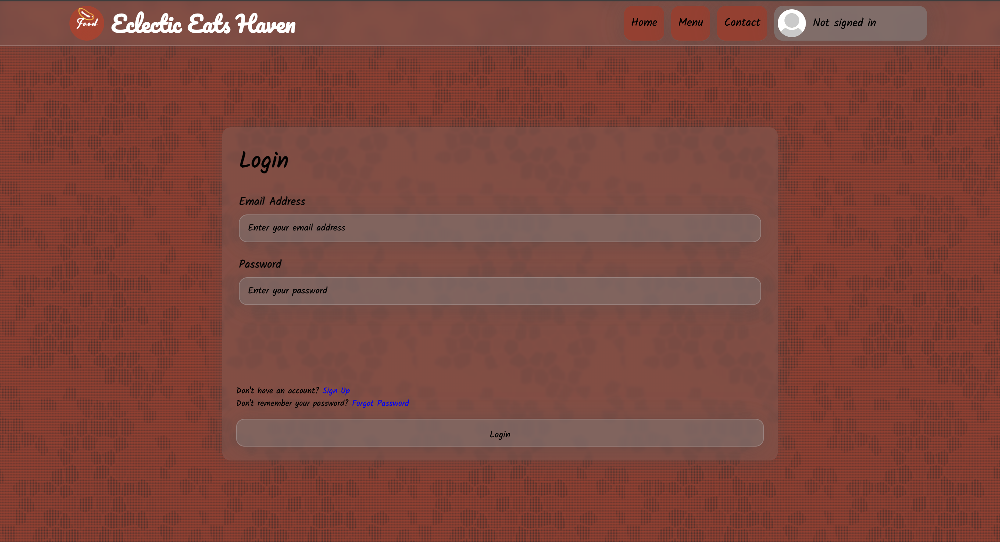 Food
Eclectic Eats Haven
Home
Menu
Contact
Not signed in
Login
Email Address
Enter your email address
Password
Enter your password
Don't have an account? Sign Up
Don't remember your password? Forgot Password
Login